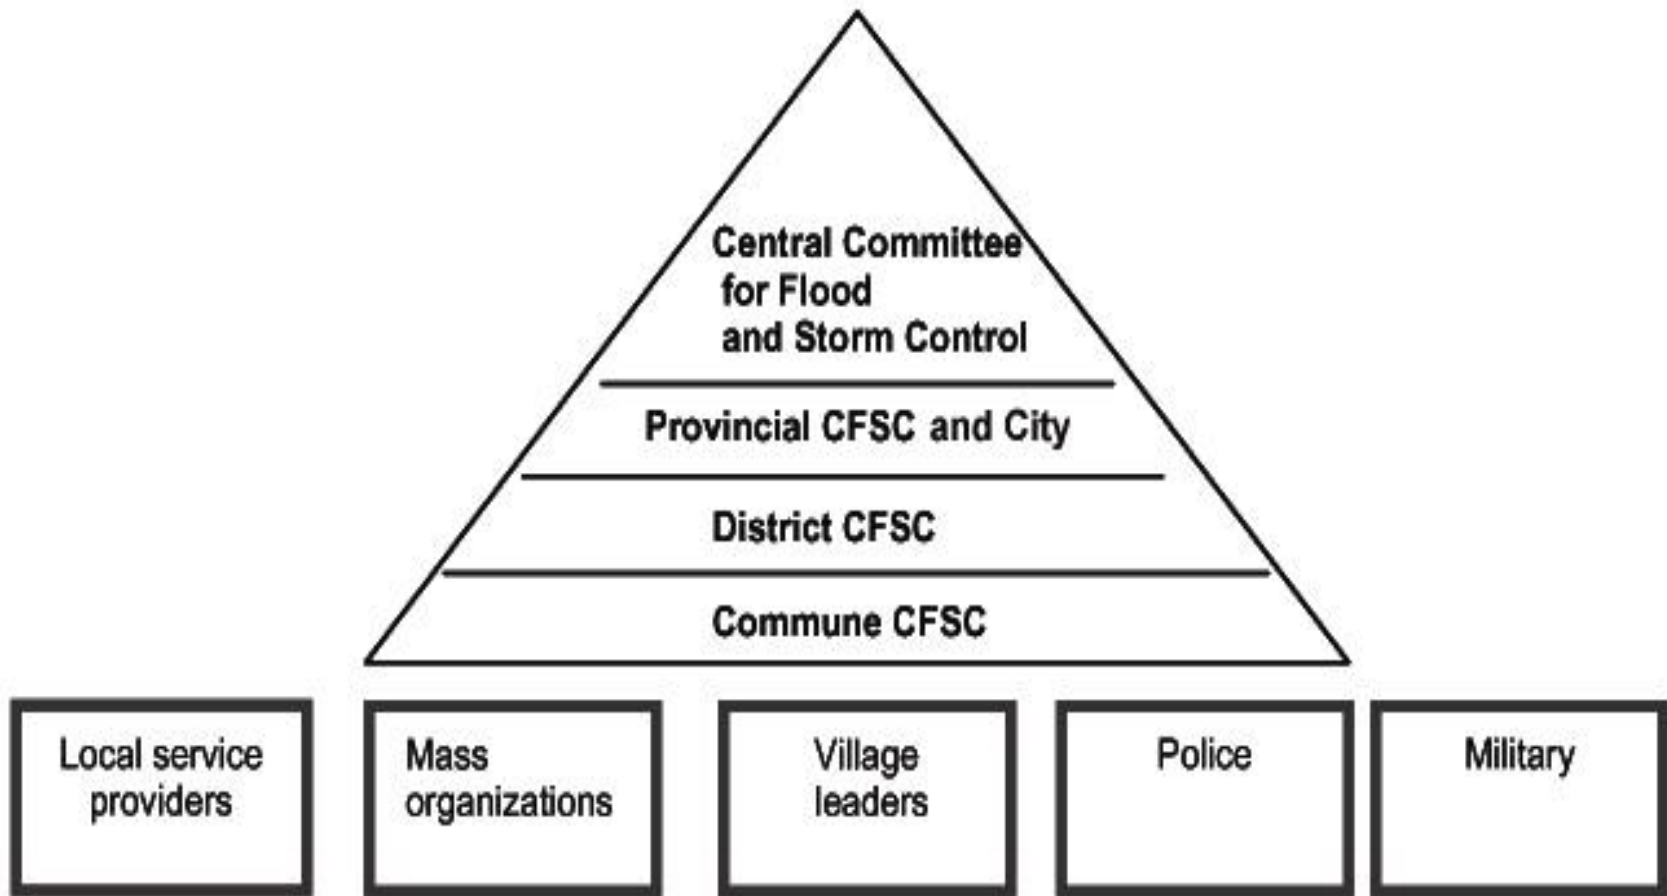 Central Committee
for Flood
and Storm Control
Provincial CFSC and City
District CFSC
Commune CFSC
Local service
providers
Mass
organizations
Village
leaders
Police
Military